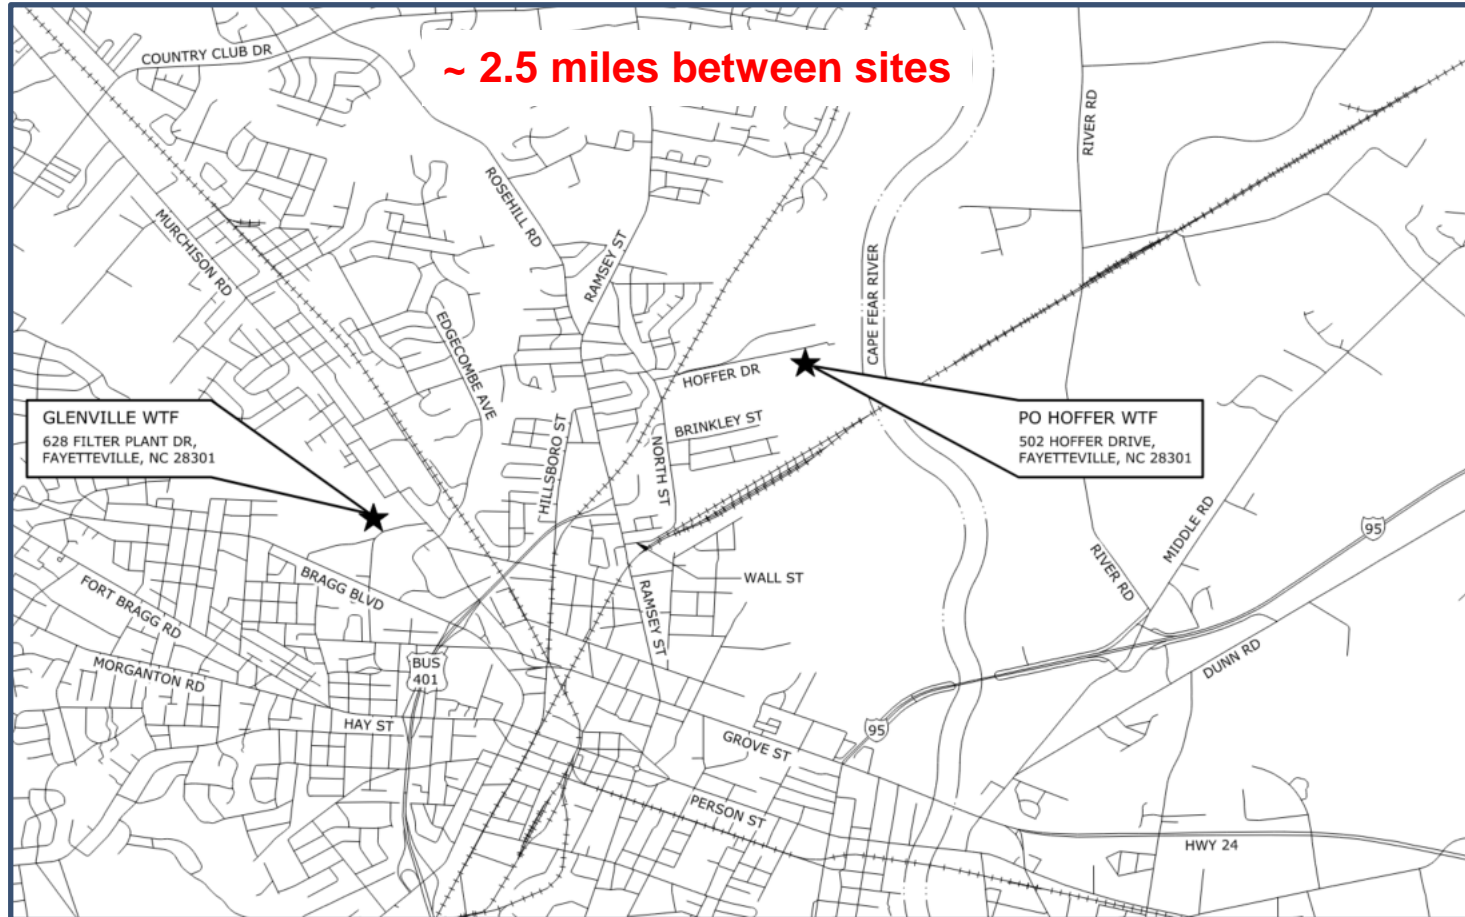 ~ 2.5 miles between sites
COUNTRY CLUB DR
RIVER RD
ROSEHILL RD
MURCHISON RD
RAMSEY ST
CAPE FEAR RIVER
EDGECOMBE AVE
HOFFER DR
GLENVILLE WTF
628 FILTER PLANT DR,
FAYETTEVILLE, NC 28301
PO HOFFER WTF
502 HOFFER DRIVE,
FAYETTEVILLE, NC 28301
BRINKLEY ST
HILLSBORO ST
NORTH ST
MIDDLE RD
95
RIVER RD
WALL ST
BRAGG BLVD
FORT BRAGG RD
RAMSEY ST
MORGANTON RD
BUS
401
DUNN RD
HAY ST
95
GROVE ST
PERSON ST
HWY 24